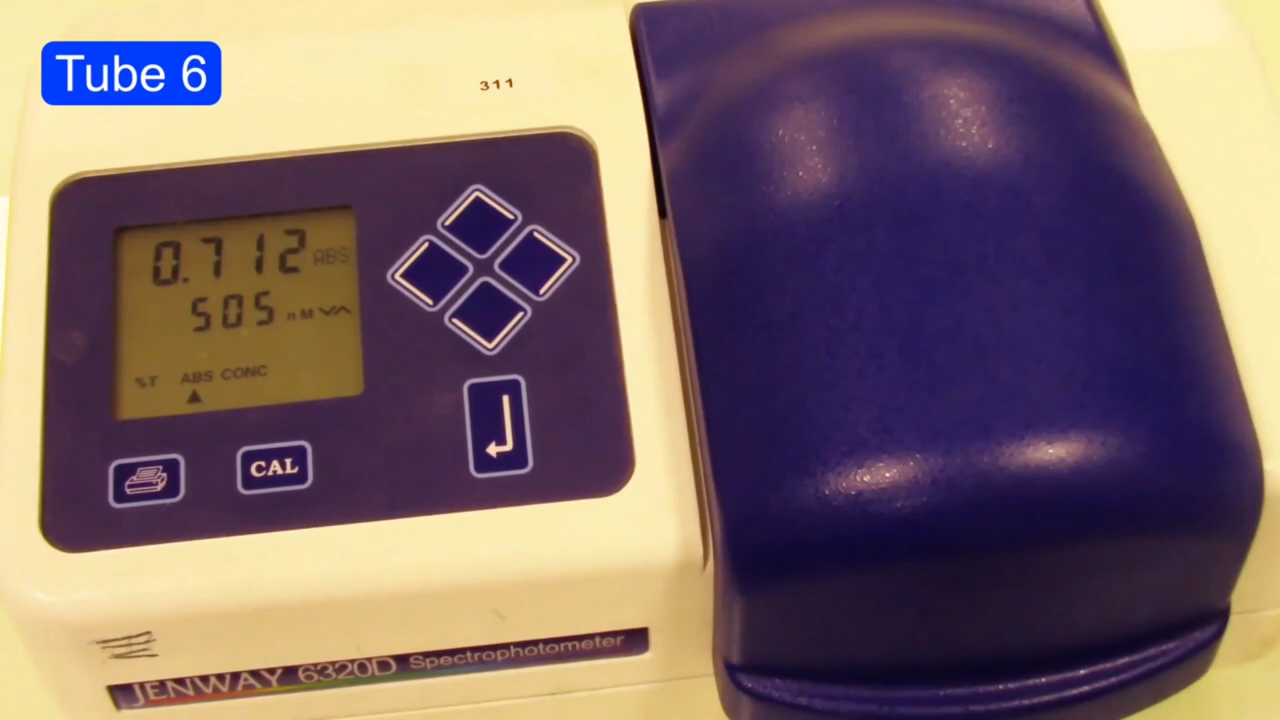 Tube 6
311
0.712 ABS
505 nM
%T ABS CONC
CAL
JENWAY 6320D Spectrophotometer